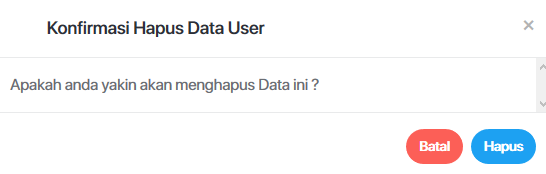 Konfirmasi Hapus Data User
×
Apakah anda yakin akan menghapus Data ini ?
Batal
Hapus